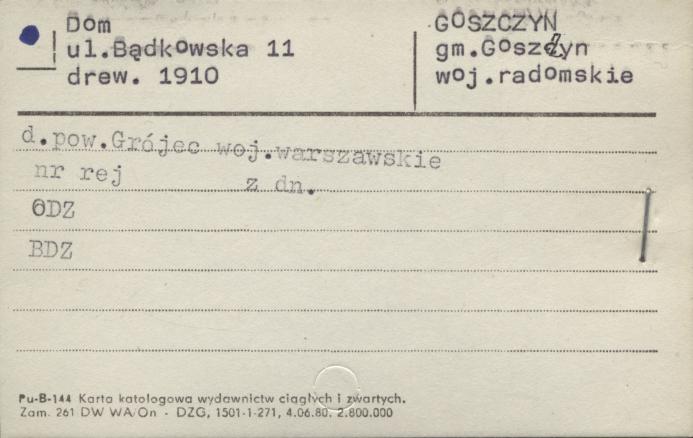 Dom
ul.Bądkowska 11
drew. 1910
GOSZCZYN
gm.Goszczyn
woj.radomskie
d.pow.Grójec woj.warszawskie
nr rej z dn.
ODZ
BDZ
Pu-B-144 Karta katologowa wydawnictw ciągłych i zwartych.
Zam. 261 DW WA/On - DZG, 1501-1-271, 4.06.80. 2.800.000